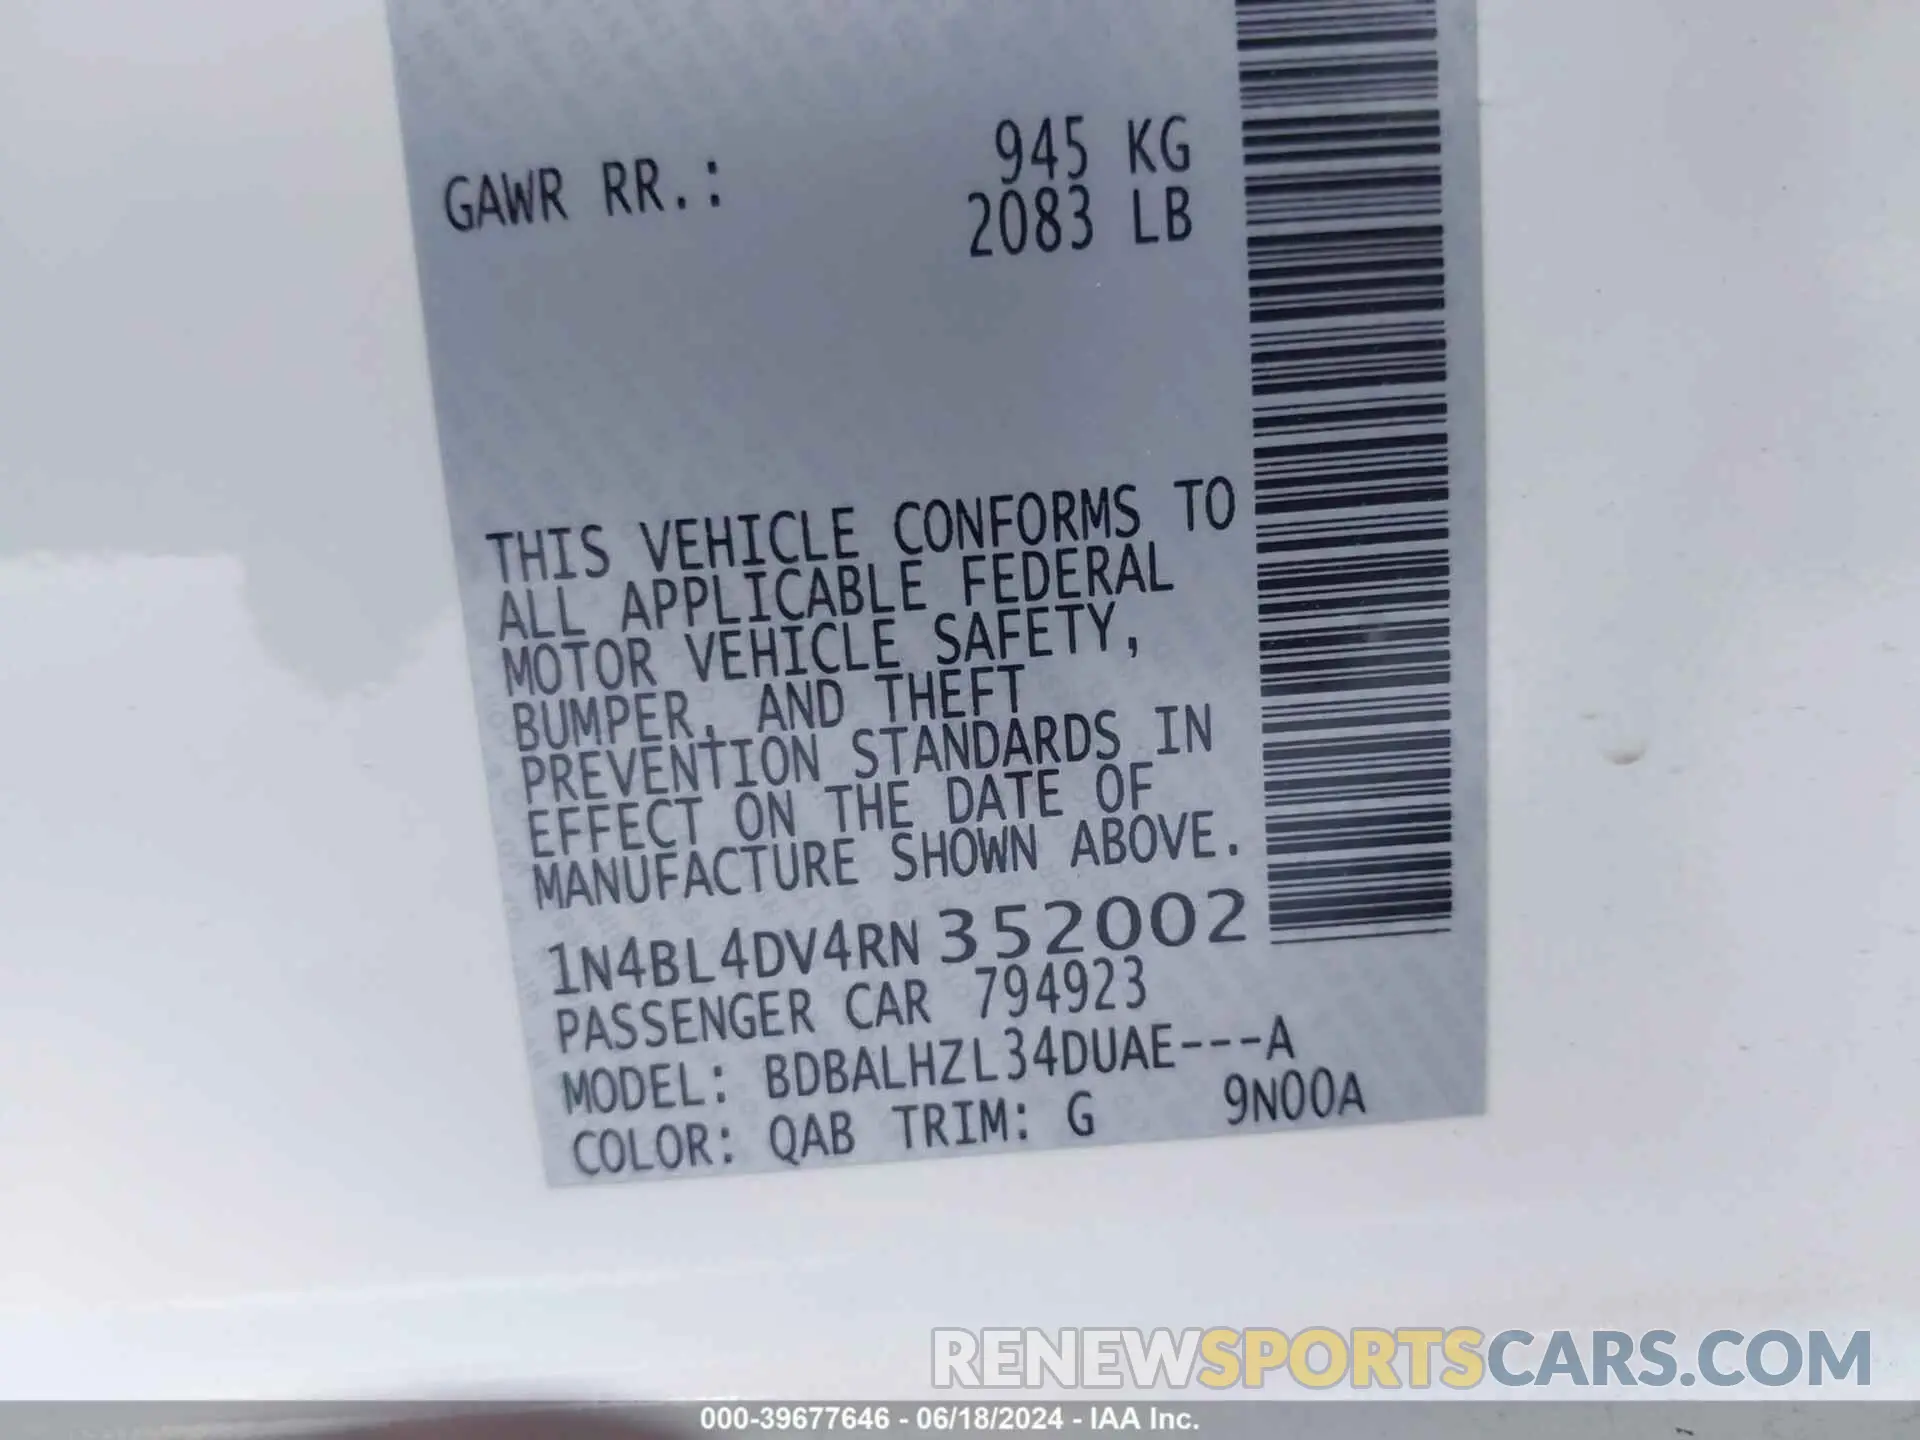 GAWR RR.: 945 KG
2083 LB
THIS VEHICLE CONFORMS TO
ALL APPLICABLE FEDERAL
MOTOR VEHICLE SAFETY,
BUMPER, AND THEFT
PREVENTION STANDARDS IN
EFFECT ON THE DATE OF
MANUFACTURE SHOWN ABOVE.
1N4BL4DV4RN352002
PASSENGER CAR 794923
MODEL: BDBALHZL34DUAE---A
COLOR: QAB TRIM: G 9N00A
RENEWSPORTSCARS.COM
000-39677646 - 06/18/2024 - IAA Inc.